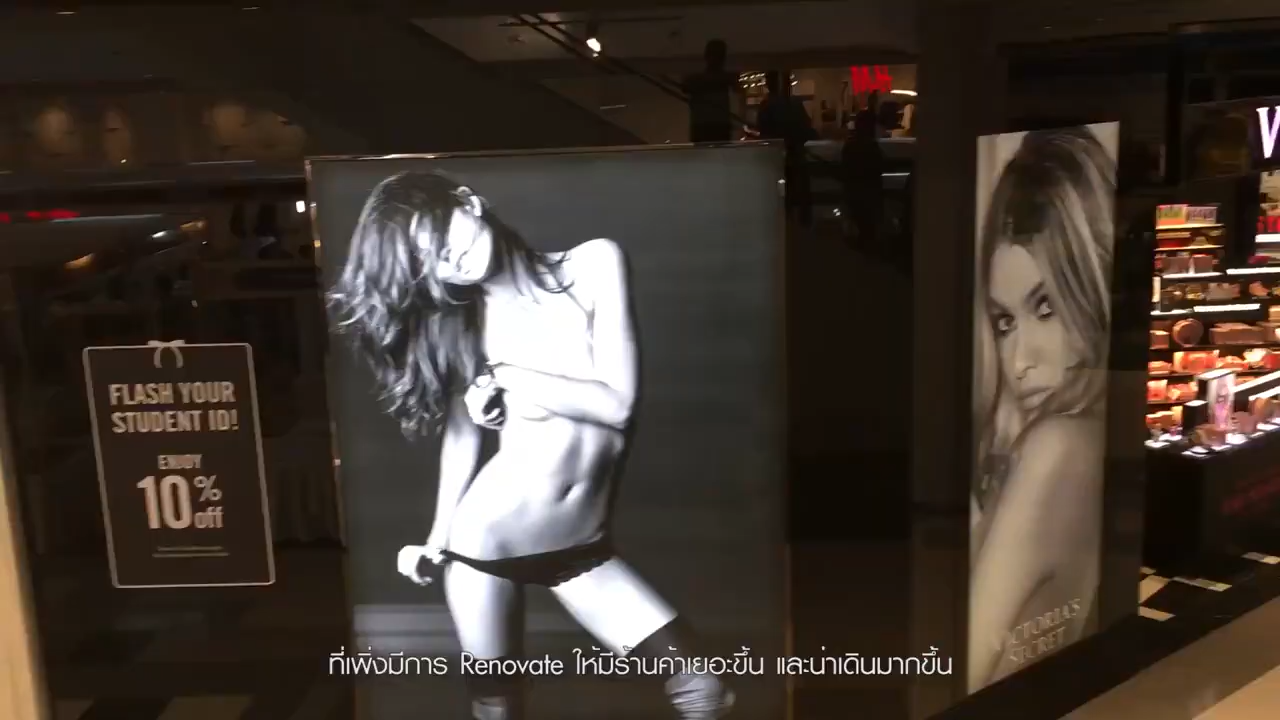 FLASH YOUR
STUDENT ID!
ENJOY
10% off
H&M
V
VICTORIA'S
SECRET
ที่เพิ่งมีการ Renovate ให้มีร้านค้าเยอะขึ้น และน่าเดินมากขึ้น